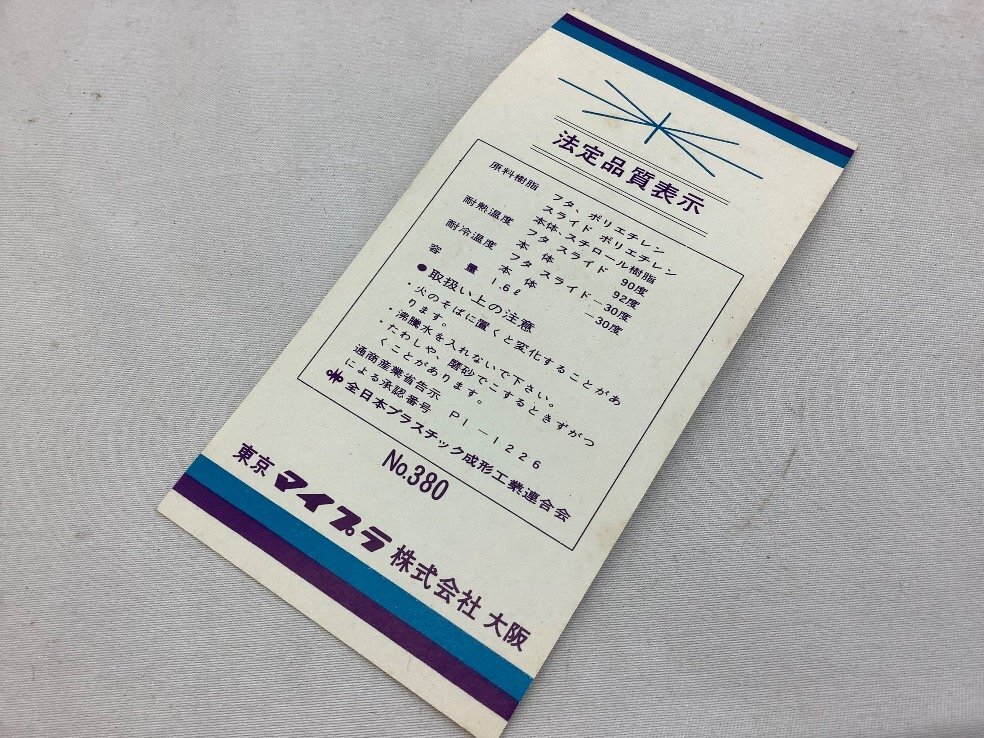 法定品質表示
原料樹脂 フタ、ポリエチレン
スライド ポリエチレン
本体、スチロール樹脂
耐熱温度 フタ スライド 90度
本体 92度
耐冷温度 フタ スライド —30度
本体 —30度
容量 1.6ℓ
●取扱い上の注意
・火のそばに置くと変化することがあ
ります。
・沸騰水を入れないで下さい。
・たわしや、磨砂でこするときずがつ
くことがあります。
通商産業省告示
による承認番号 PI—1226
全日本プラスチック成形工業連合会
No.380
東京 マイプラ 株式会社 大阪